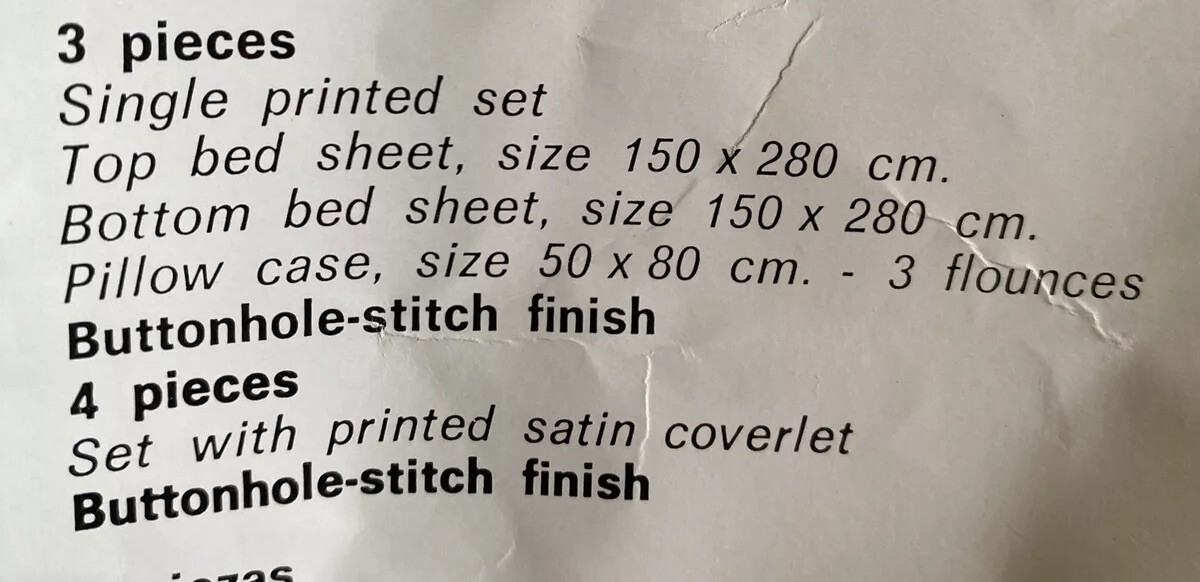 3 pieces
Single printed set
Top bed sheet, size 150 x 280 cm.
Bottom bed sheet, size 150 x 280 cm.
Pillow case, size 50 x 80 cm. - 3 flounces
Buttonhole-stitch finish
4 pieces
Set with printed satin coverlet
Buttonhole-stitch finish